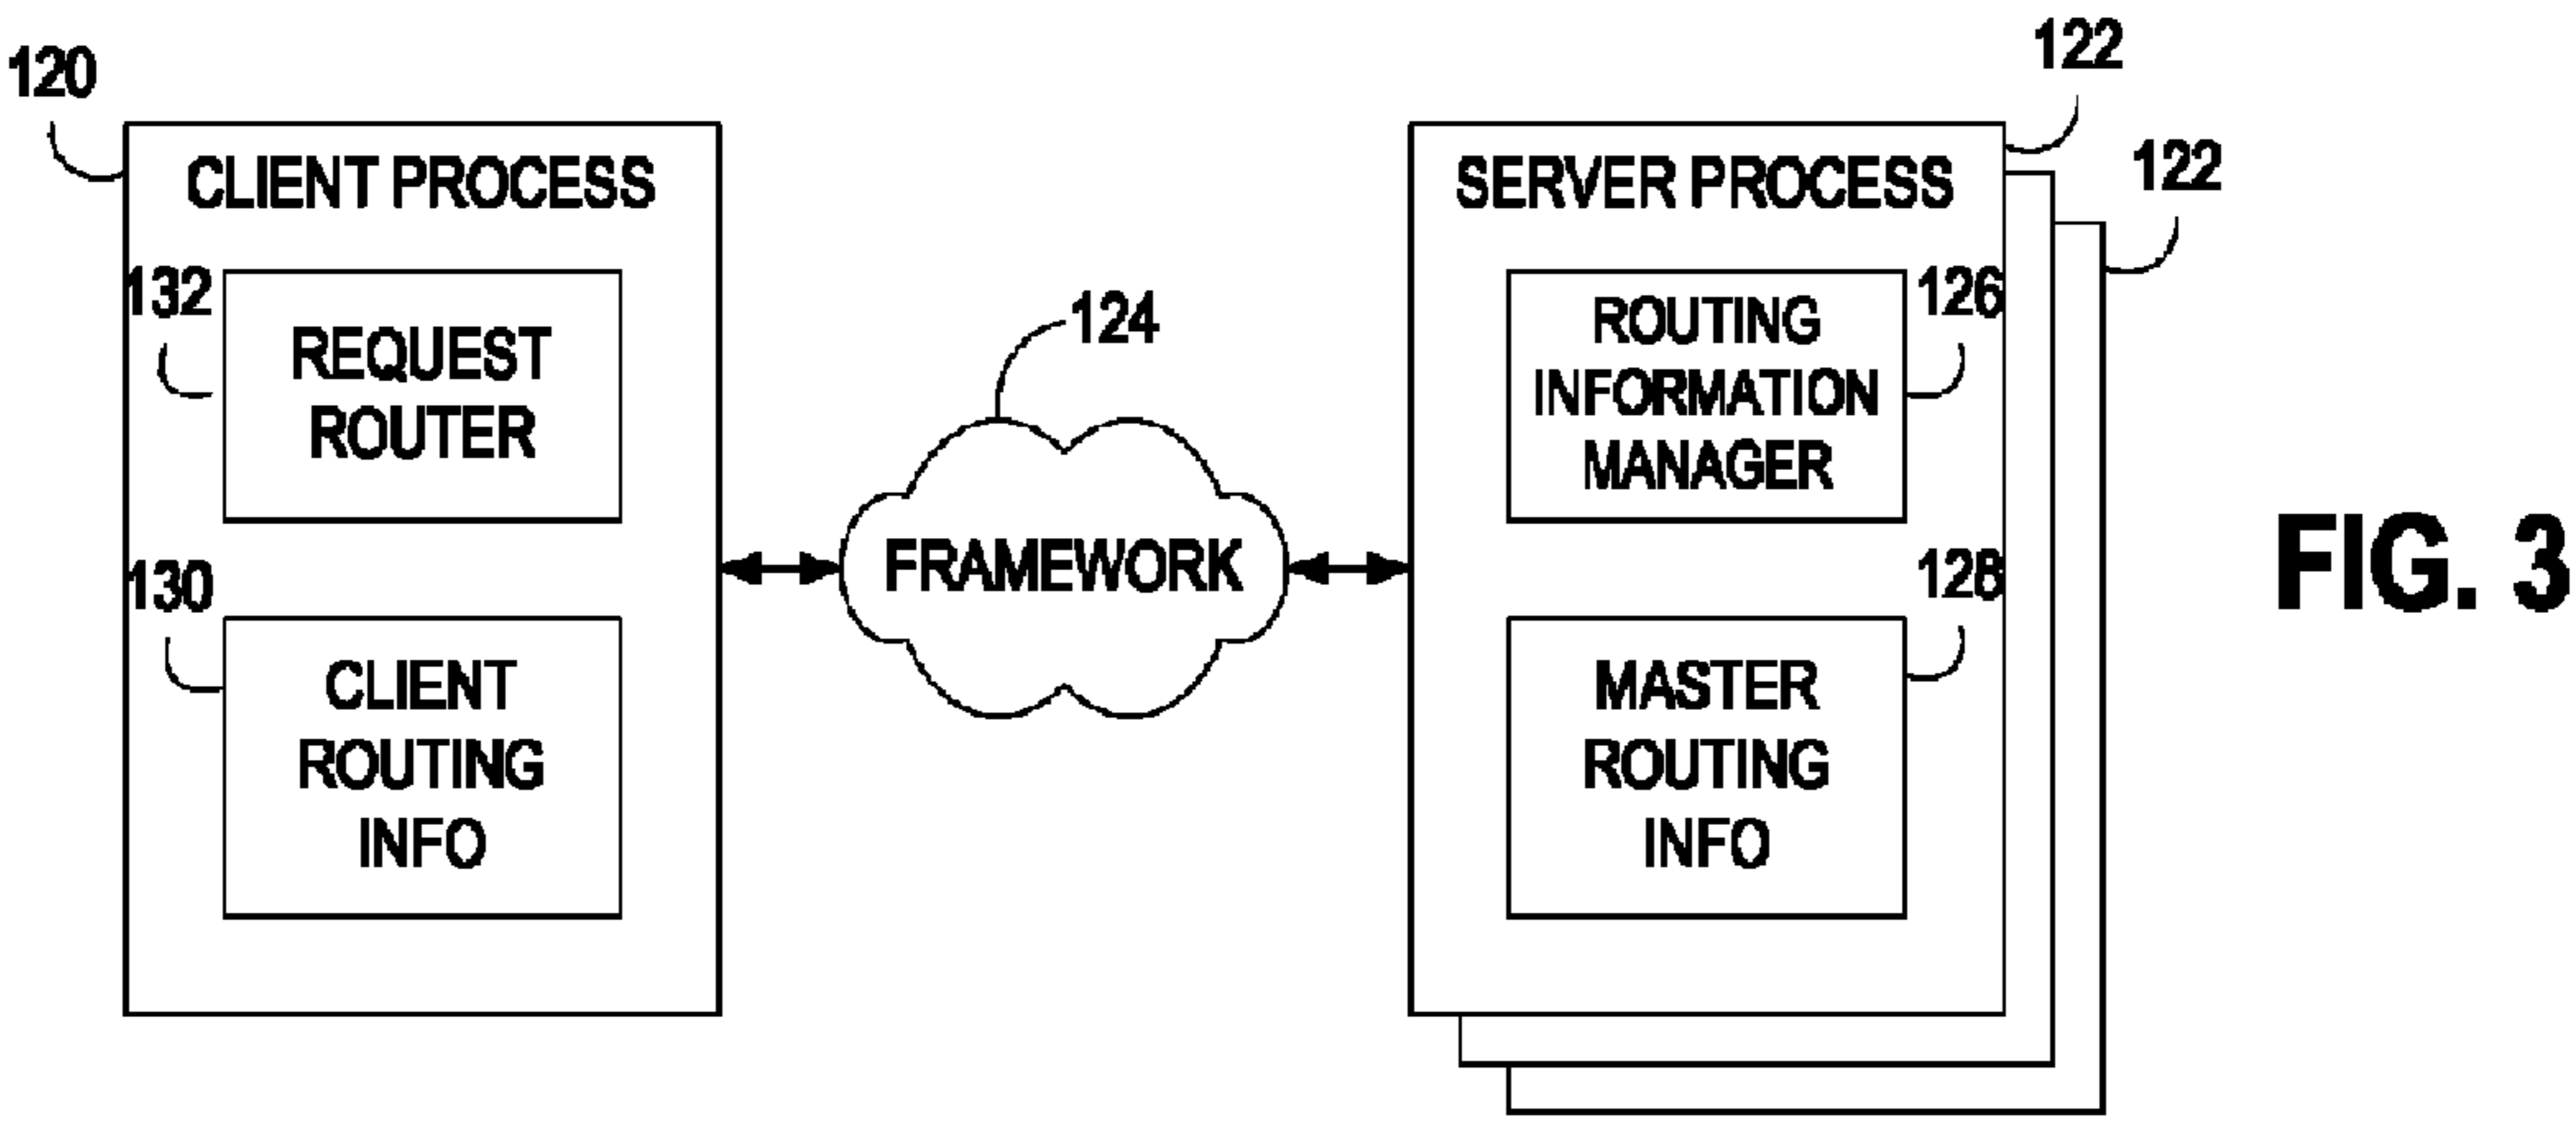 120
CLIENT PROCESS
132
REQUEST
ROUTER
130
CLIENT
ROUTING
INFO
124
FRAMEWORK
122
122
SERVER PROCESS
126
ROUTING
INFORMATION
MANAGER
128
MASTER
ROUTING
INFO
FIG. 3